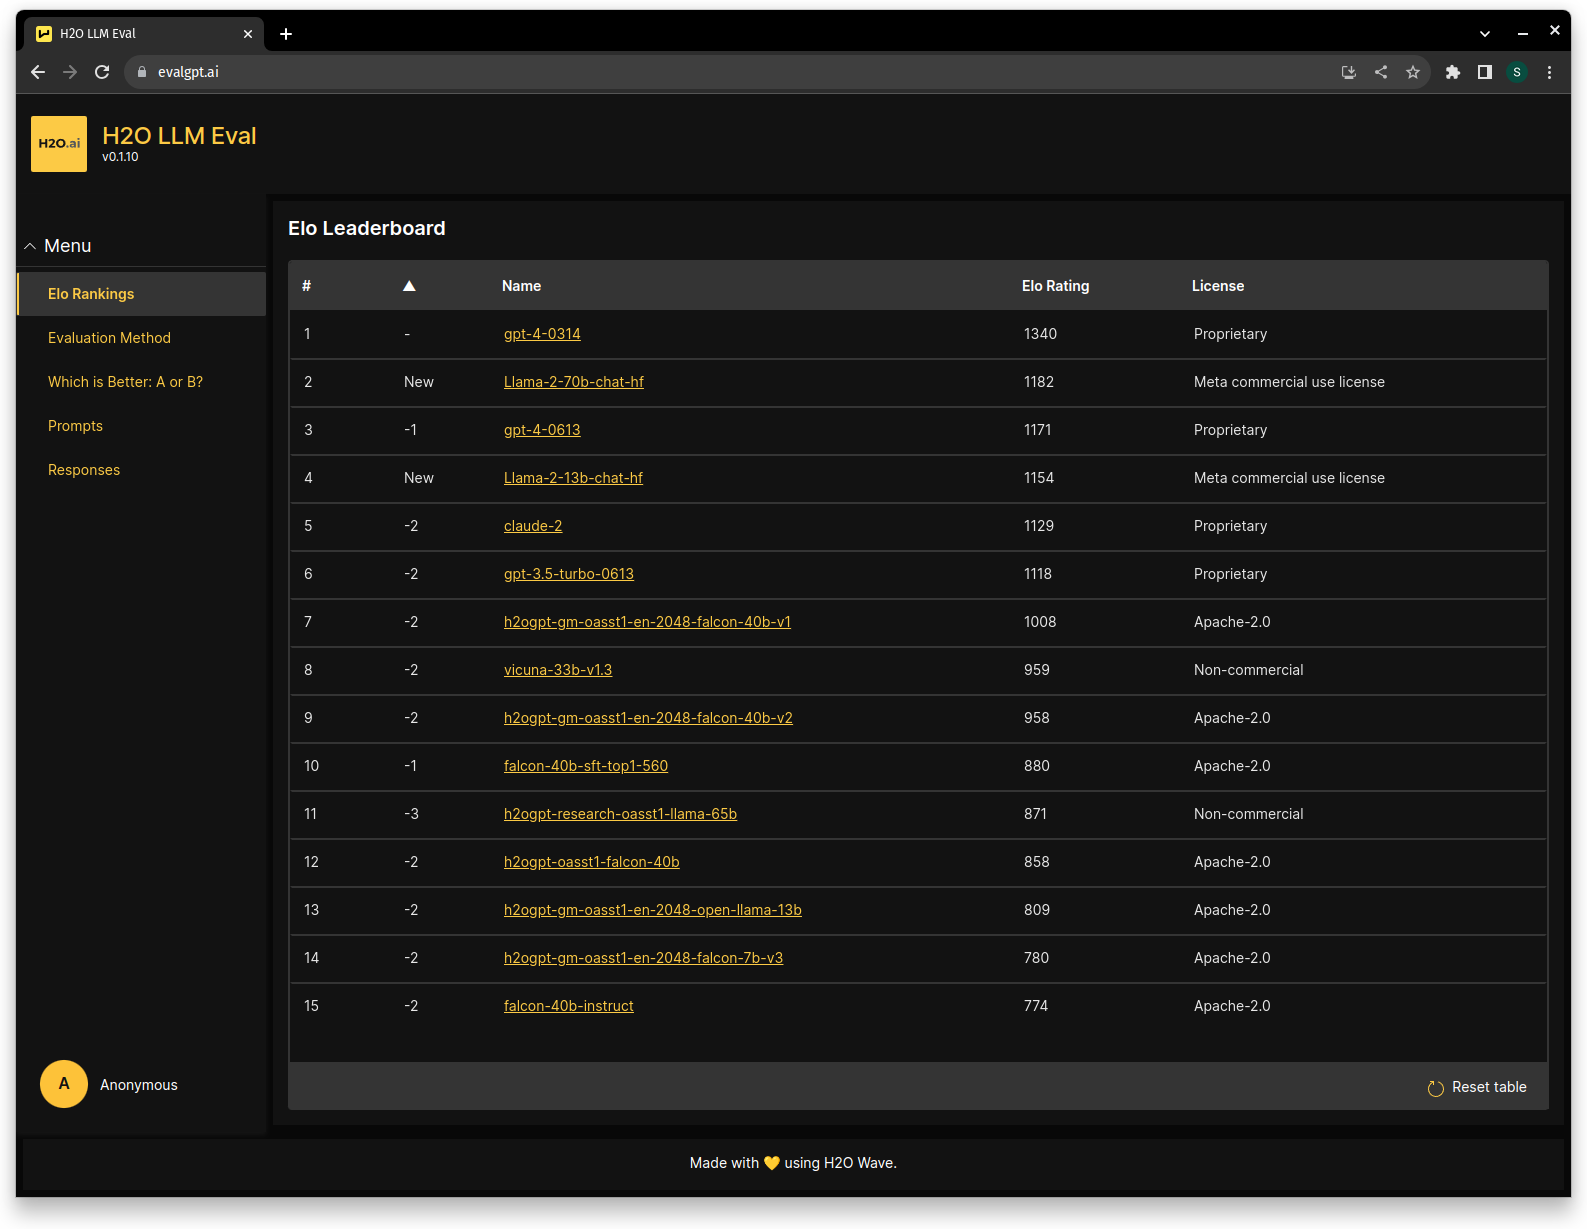 H2O LLM Eval
evalgpt.ai
S
H2O.ai
H2O LLM Eval
v0.1.10
Menu
Elo Rankings
Evaluation Method
Which is Better: A or B?
Prompts
Responses
A Anonymous
Elo Leaderboard
# ▲ Name Elo Rating License
1 - gpt-4-0314 1340 Proprietary
2 New Llama-2-70b-chat-hf 1182 Meta commercial use license
3 -1 gpt-4-0613 1171 Proprietary
4 New Llama-2-13b-chat-hf 1154 Meta commercial use license
5 -2 claude-2 1129 Proprietary
6 -2 gpt-3.5-turbo-0613 1118 Proprietary
7 -2 h2ogpt-gm-oasst1-en-2048-falcon-40b-v1 1008 Apache-2.0
8 -2 vicuna-33b-v1.3 959 Non-commercial
9 -2 h2ogpt-gm-oasst1-en-2048-falcon-40b-v2 958 Apache-2.0
10 -1 falcon-40b-sft-top1-560 880 Apache-2.0
11 -3 h2ogpt-research-oasst1-llama-65b 871 Non-commercial
12 -2 h2ogpt-oasst1-falcon-40b 858 Apache-2.0
13 -2 h2ogpt-gm-oasst1-en-2048-open-llama-13b 809 Apache-2.0
14 -2 h2ogpt-gm-oasst1-en-2048-falcon-7b-v3 780 Apache-2.0
15 -2 falcon-40b-instruct 774 Apache-2.0
Reset table
Made with 💛 using H2O Wave.